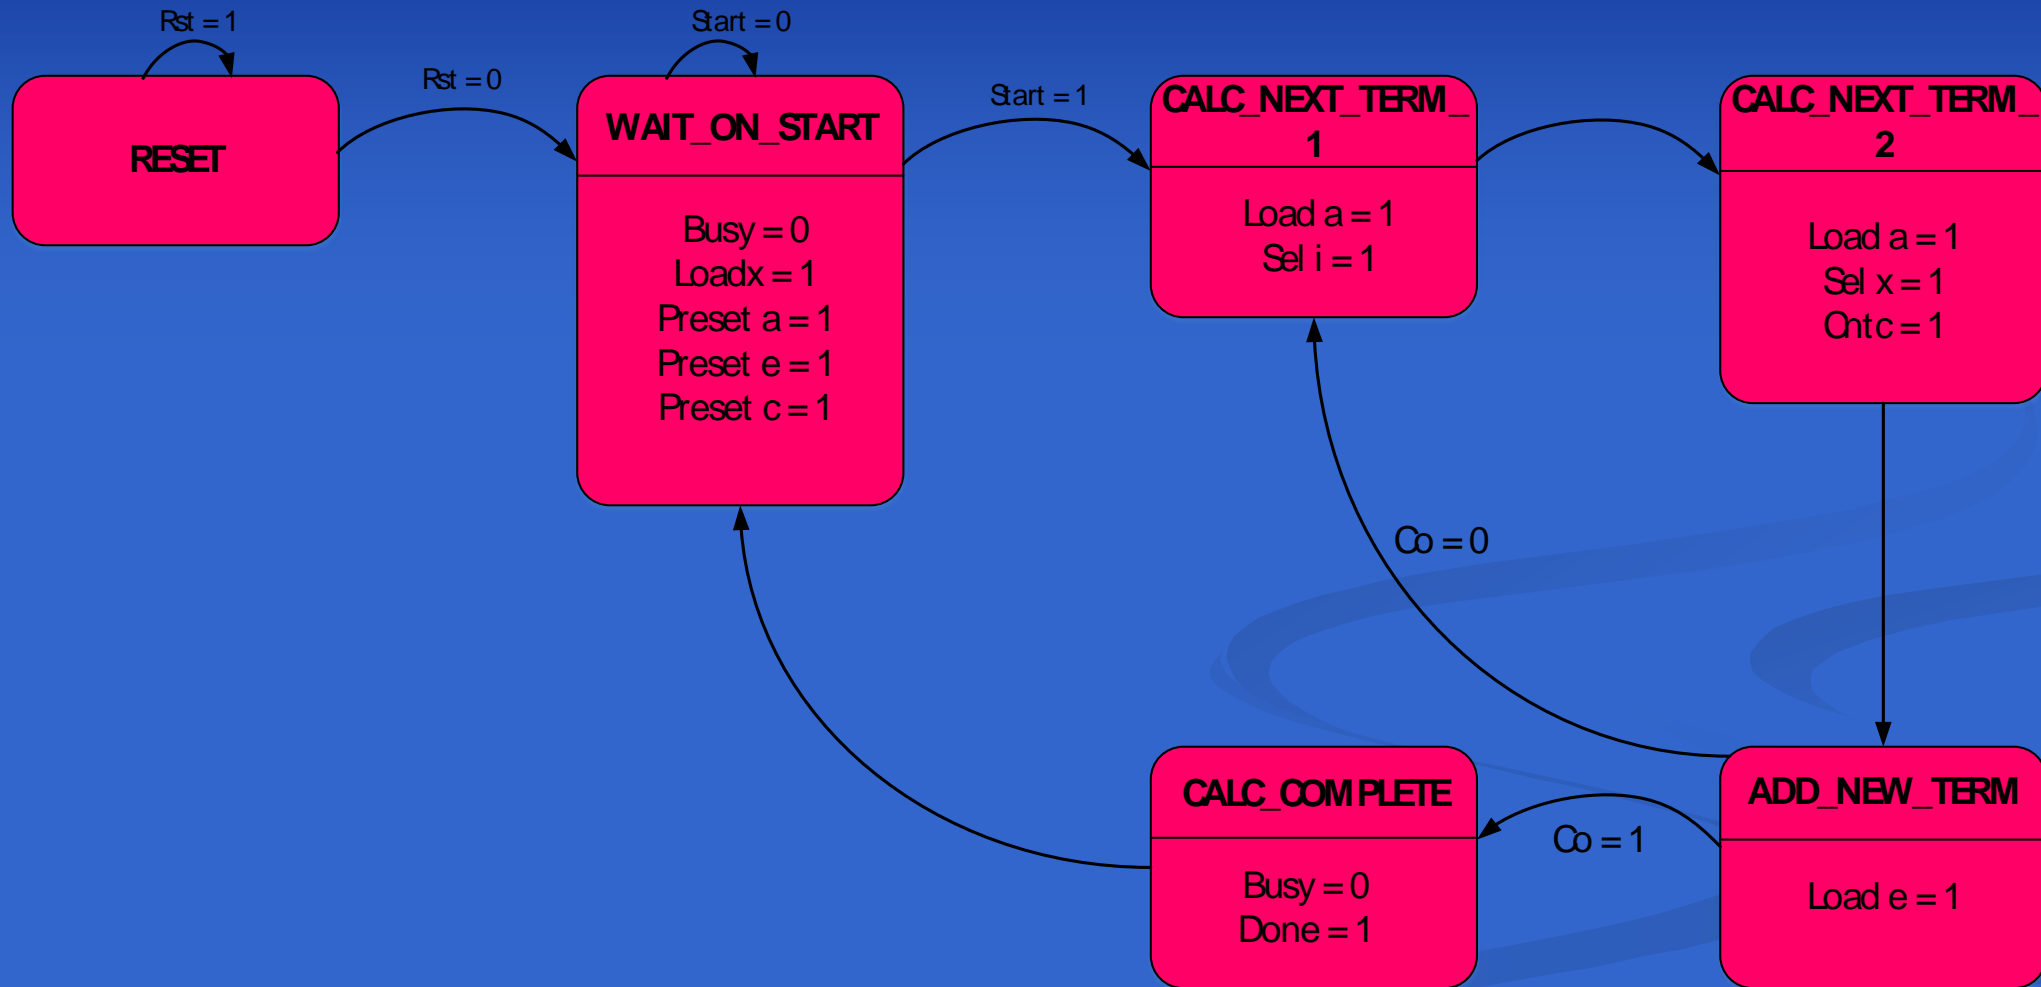 Rst = 1
Start = 0
Rst = 0
Start = 1
RESET
WAIT_ON_START
Busy = 0
Loadx = 1
Preset a = 1
Preset e = 1
Preset c = 1
CALC_NEXT_TERM_
1
Load a = 1
Sel i = 1
CALC_NEXT_TERM_
2
Load a = 1
Sel x = 1
Cnt c = 1
Co = 0
CALC_COMPLETE
Busy = 0
Done = 1
Co = 1
ADD_NEW_TERM
Load e = 1